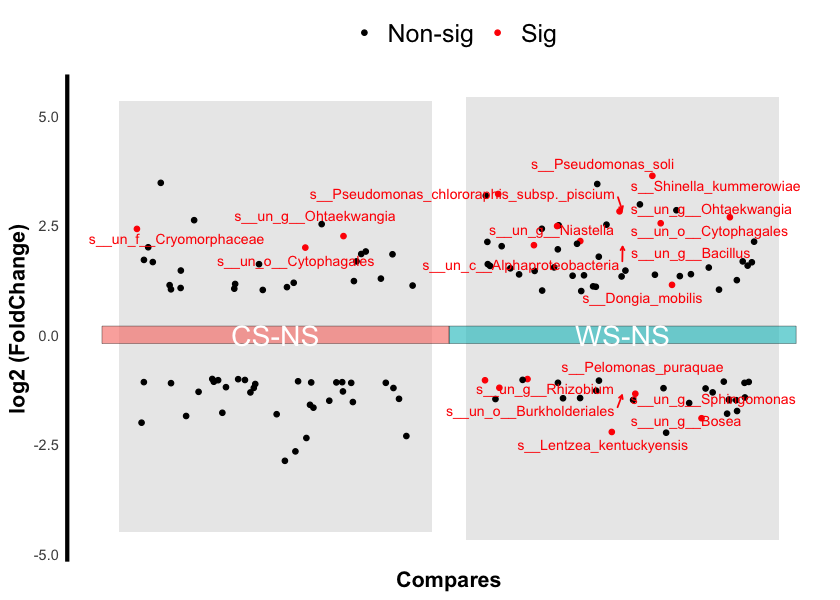 Non-sig Sig
5.0
s__Pseudomonas_soli
s__Shinella_kummerowiae
s__Pseudomonas_chlororaphis_subsp._piscium
s__un_g__Ohtaekwangia
s__un_g__Ohtaekwangia
2.5
s__un_g__Niastella
s__un_o__Cytophagales
s__un_f__Cryomorphaceae
s__un_g__Bacillus
s__un_o__Cytophagales
s__un_c__Alphaproteobacteria
s__Dongia_mobilis
0.0
CS-NS
WS-NS
s__Pelomonas_puraquae
s__un_g__Rhizobium
s__un_g__Sphingomonas
s__un_o__Burkholderiales
s__un_g__Bosea
-2.5
s__Lentzea_kentuckyensis
-5.0
log2 (FoldChange)
Compares